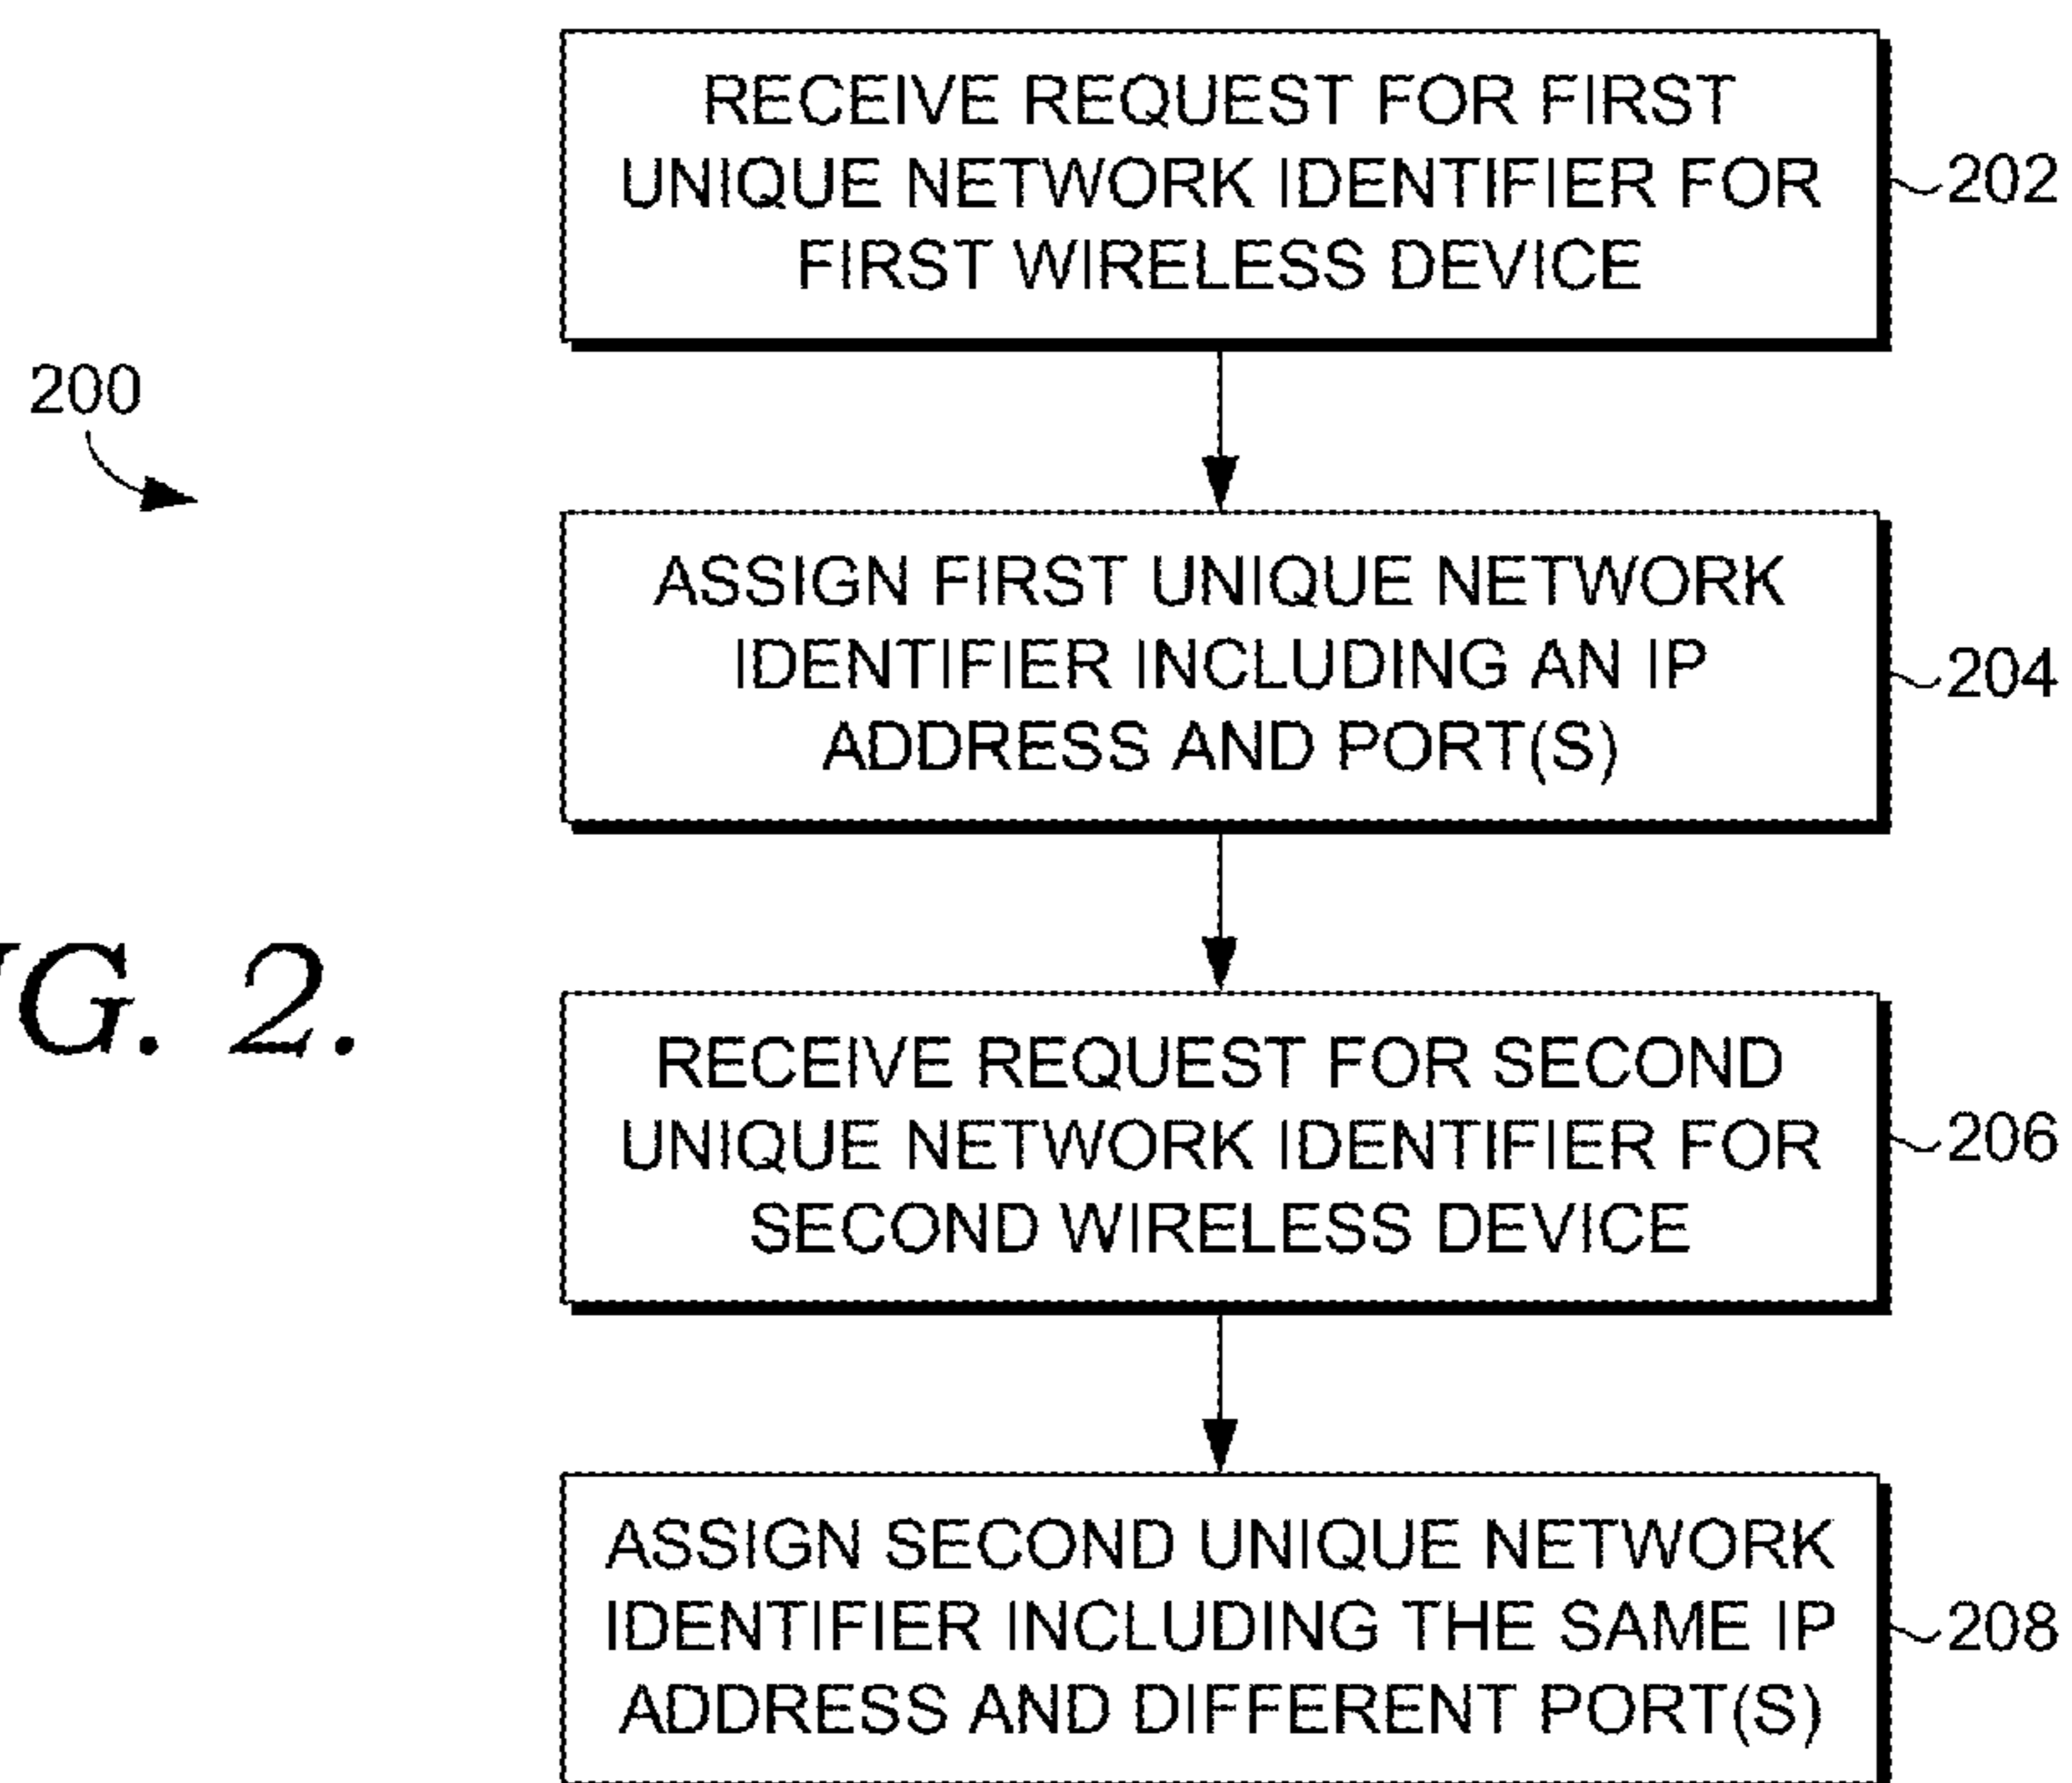 RECEIVE REQUEST FOR FIRST
UNIQUE NETWORK IDENTIFIER FOR
FIRST WIRELESS DEVICE
202
200
ASSIGN FIRST UNIQUE NETWORK
IDENTIFIER INCLUDING AN IP
ADDRESS AND PORT(S)
204
G. 2.
RECEIVE REQUEST FOR SECOND
UNIQUE NETWORK IDENTIFIER FOR
SECOND WIRELESS DEVICE
206
ASSIGN SECOND UNIQUE NETWORK
IDENTIFIER INCLUDING THE SAME IP
ADDRESS AND DIFFERENT PORT(S)
208